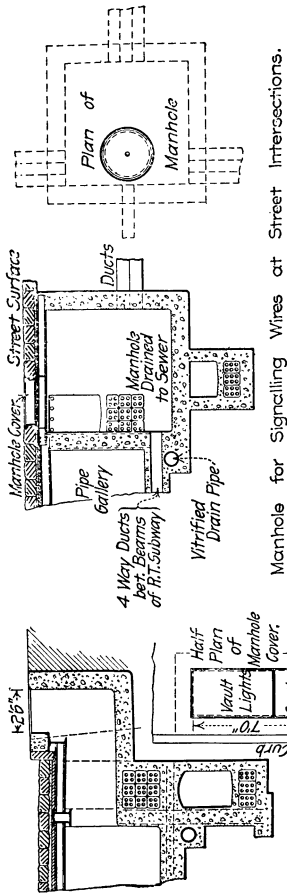 Manhole Cover.
Street Surface
Pipe
Gallery
Manhole
Drained
to Sewer
Ducts
4 Way Ducts
bet. Beams
of R.T. Subway
Vitrified
Drain Pipe
Plan of
Manhole
Half
Plan
of
Manhole
Cover.
Vault
Lights
7'0"
Curb
Manhole for Signalling Wires at Street Intersections.